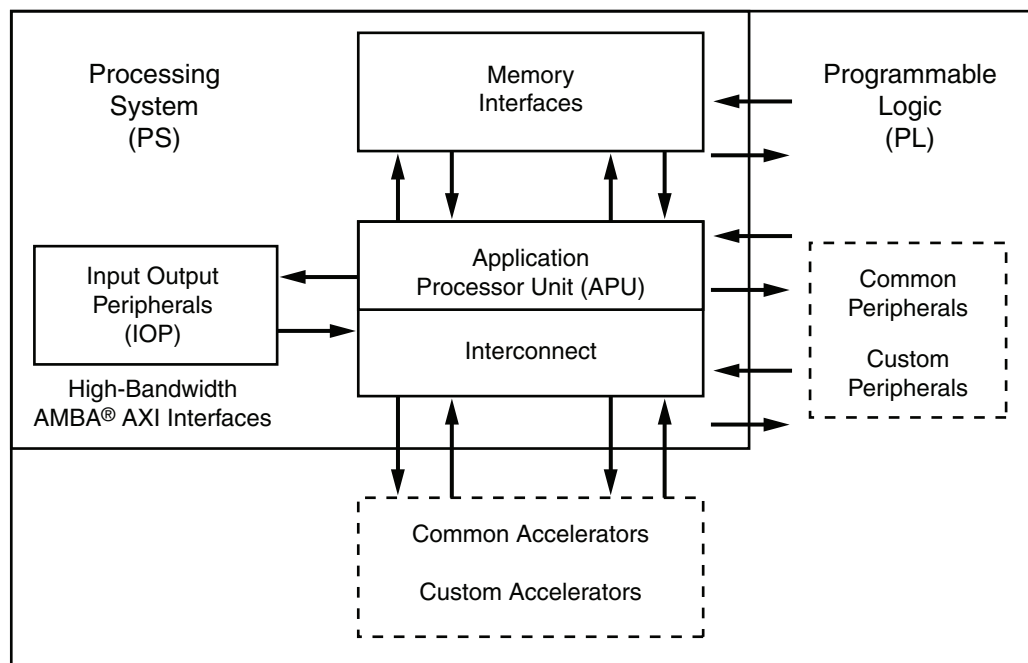 Processing
System
(PS)
Memory
Interfaces
Programmable
Logic
(PL)
Input Output
Peripherals
(IOP)
Application
Processor Unit (APU)
Interconnect
Common
Peripherals
Custom
Peripherals
High-Bandwidth
AMBA® AXI Interfaces
Common Accelerators
Custom Accelerators